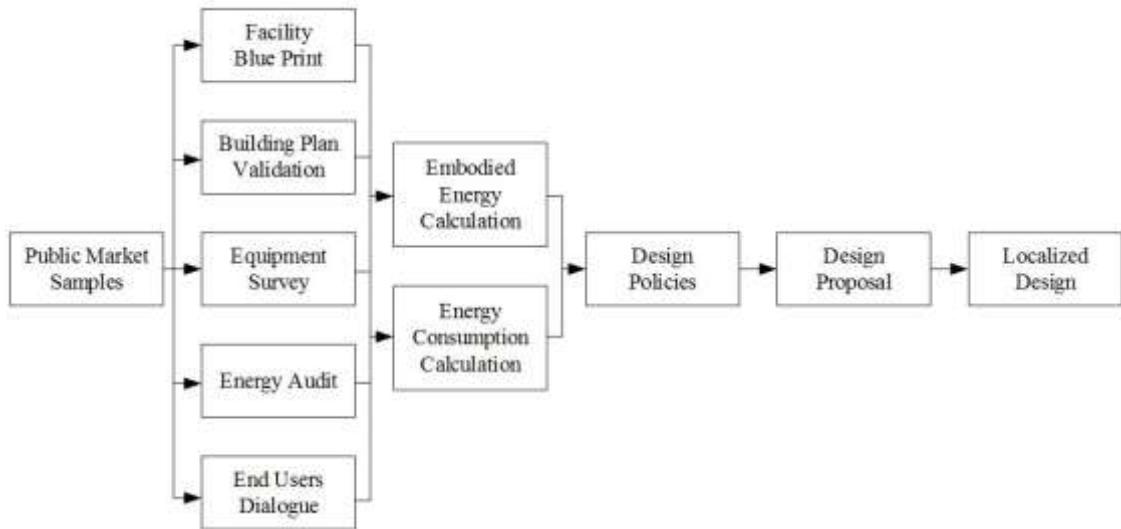 Facility
Blue Print
Building Plan
Validation
Public Market
Samples
Equipment
Survey
Energy Audit
End Users
Dialogue
Embodied
Energy
Calculation
Energy
Consumption
Calculation
Design
Policies
Design
Proposal
Localized
Design